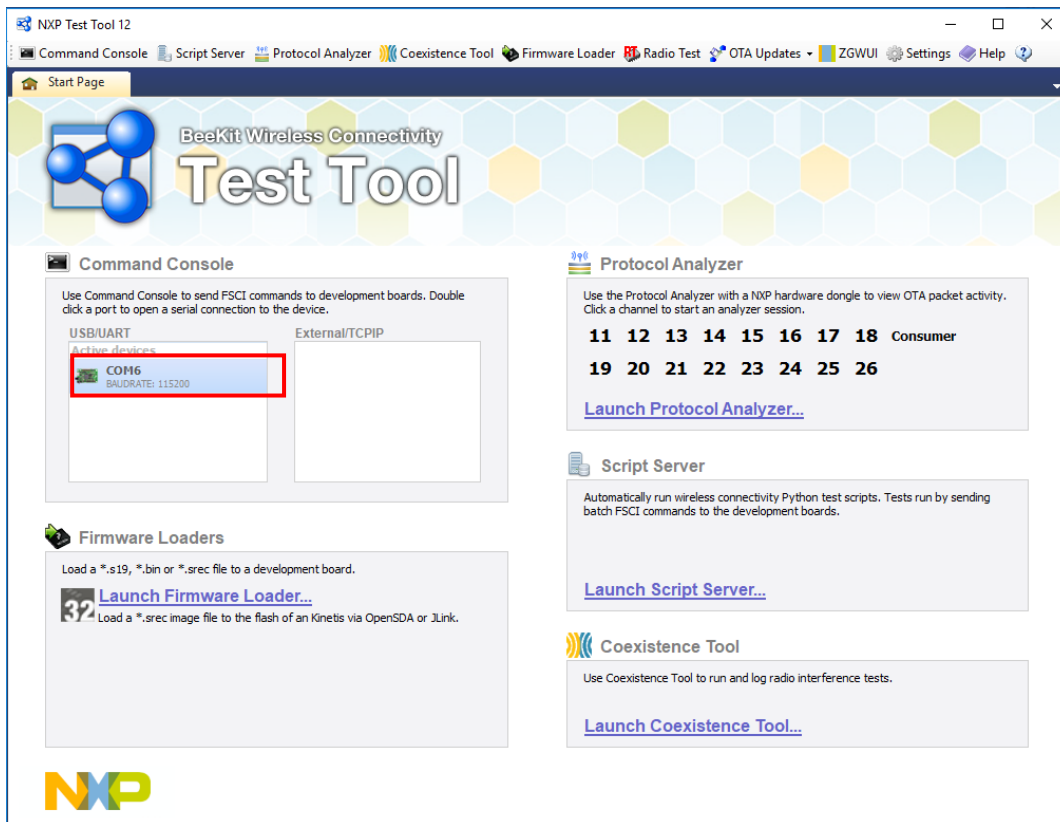 NXP Test Tool 12
Command Console Script Server Protocol Analyzer Coexistence Tool Firmware Loader Radio Test OTA Updates ZGWUI Settings Help
Start Page
BeeKit Wireless Connectivity
Test Tool
Command Console
Use Command Console to send FSCI commands to development boards. Double
click a port to open a serial connection to the device.
USB/UART
External/TCPIP
Active devices
COM6
BAUDRATE: 115200
Firmware Loaders
Load a *.s19, *.bin or *.srec file to a development board.
32
Launch Firmware Loader...
Load a *.srec image file to the flash of an Kinetis via OpenSDA or JLink.
Protocol Analyzer
Use the Protocol Analyzer with a NXP hardware dongle to view OTA packet activity.
Click a channel to start an analyzer session.
11 12 13 14 15 16 17 18 Consumer
19 20 21 22 23 24 25 26
Launch Protocol Analyzer...
Script Server
Automatically run wireless connectivity Python test scripts. Tests run by sending
batch FSCI commands to the development boards.
Launch Script Server...
Coexistence Tool
Use Coexistence Tool to run and log radio interference tests.
Launch Coexistence Tool...
NXP